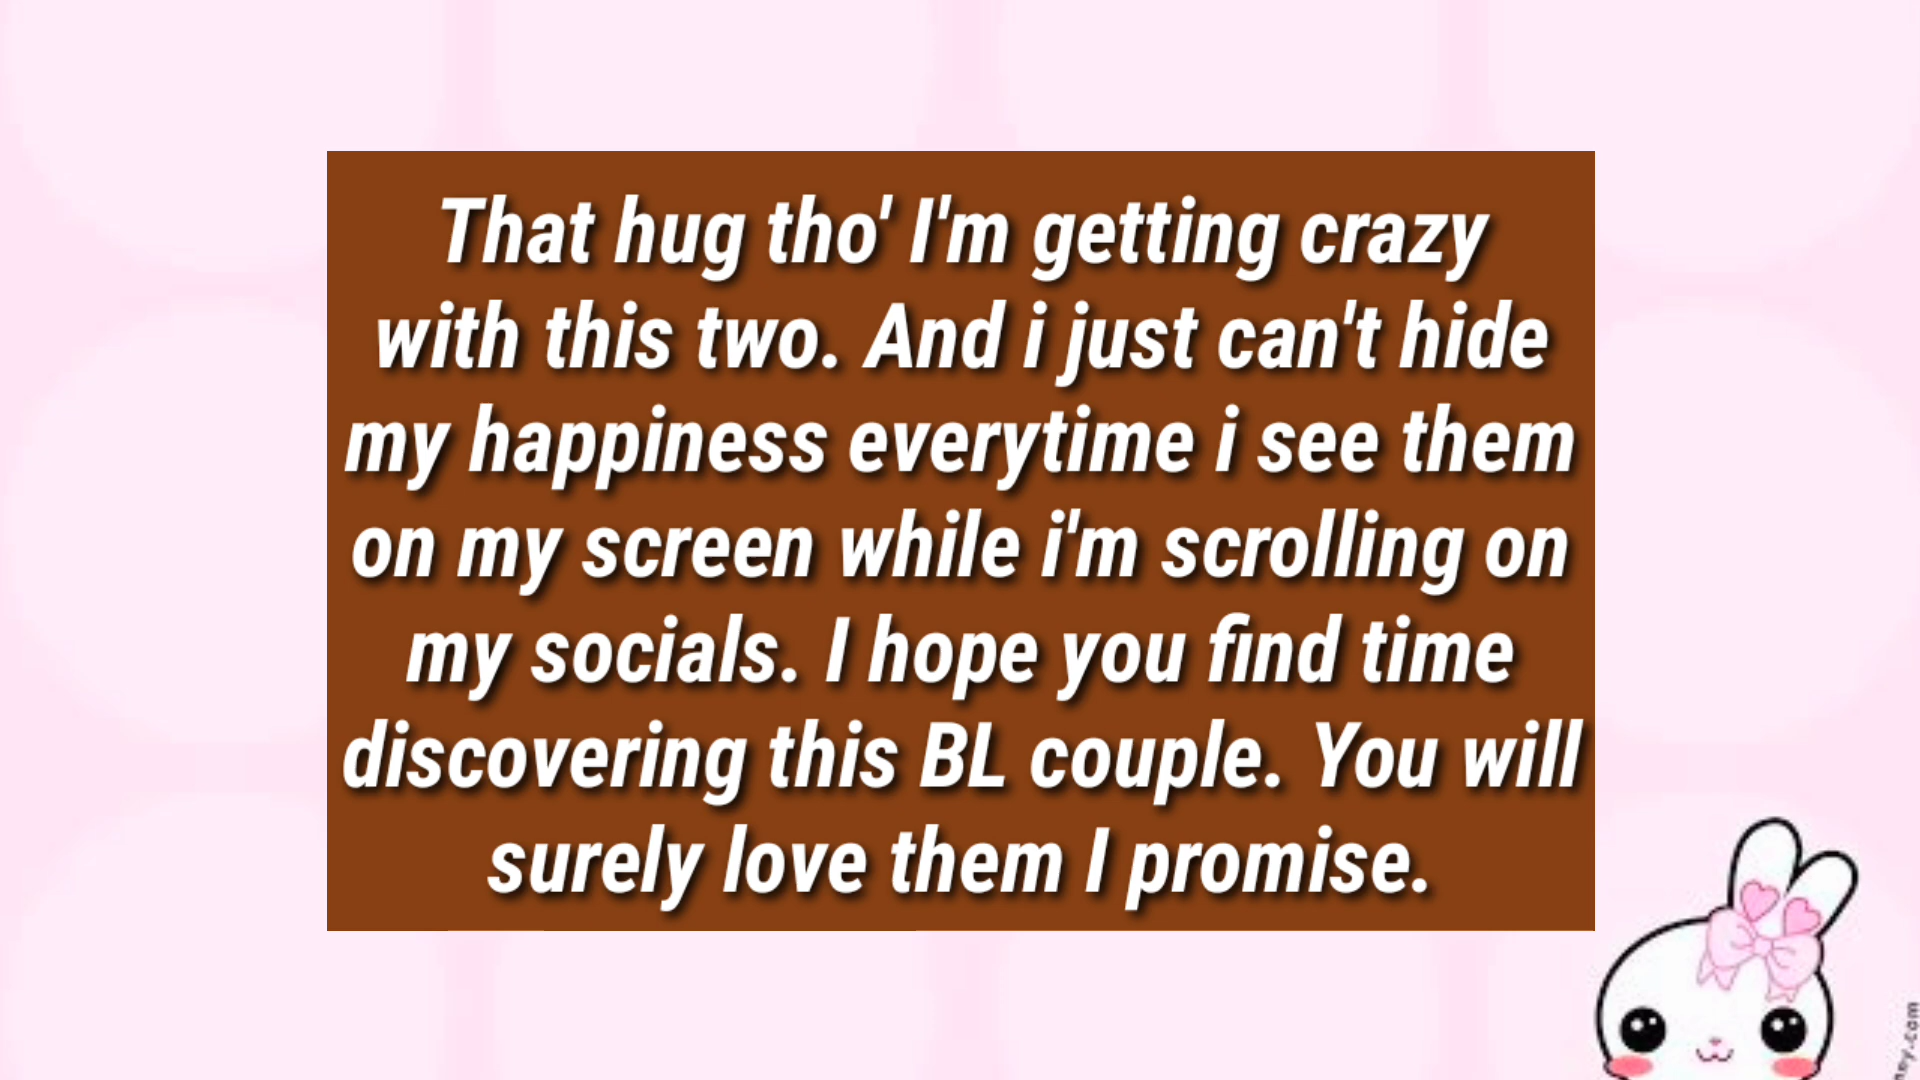 That hug tho' I'm getting crazy
with this two. And i just can't hide
my happiness everytime i see them
on my screen while i'm scrolling on
my socials. I hope you find time
discovering this BL couple. You will
surely love them I promise.